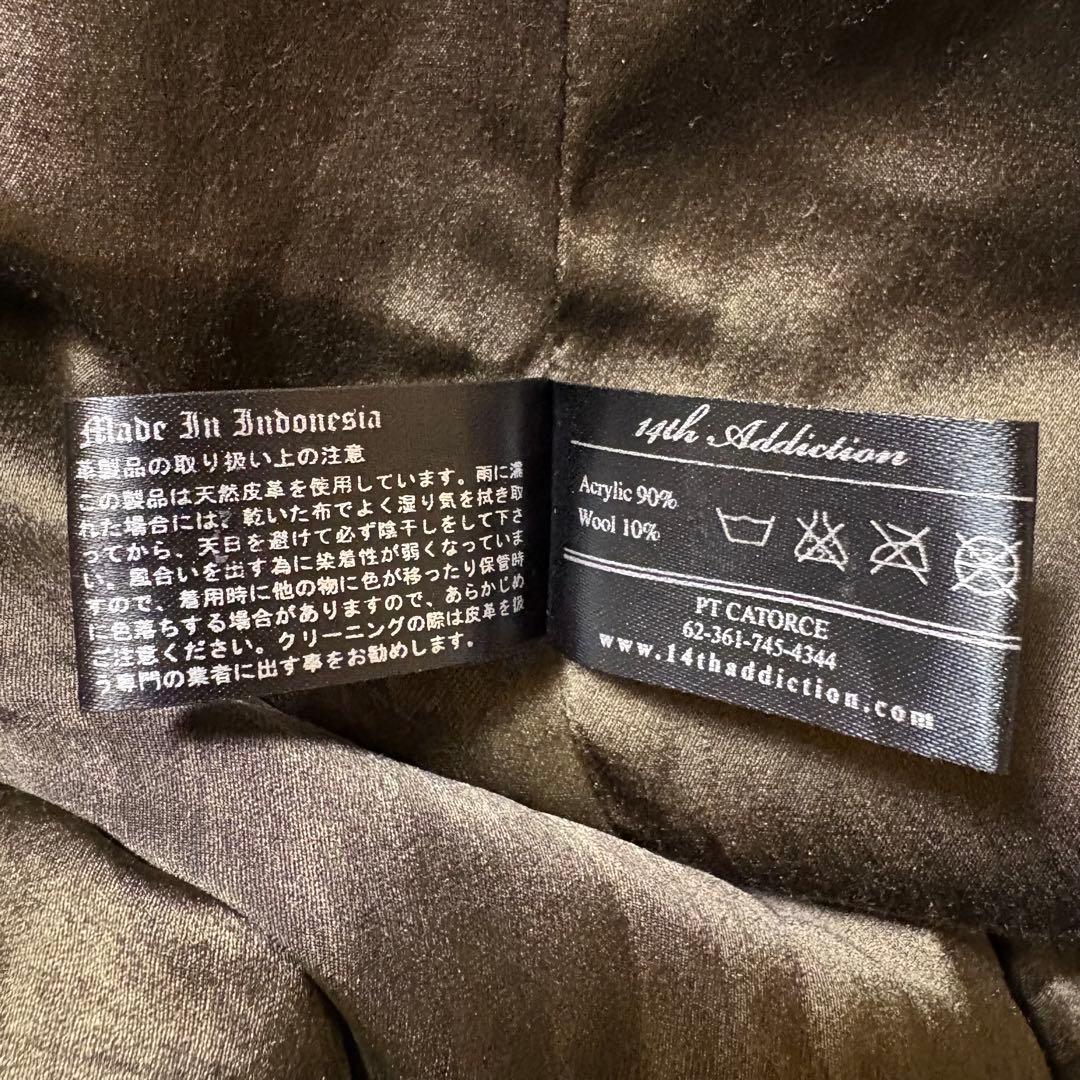 Made In Indonesia
革製品の取り扱い上の注意
この製品は天然皮革を使用しています。雨に濡
れた場合には、乾いた布でよく湿り気を拭き取
ってから、天日を避けて必ず陰干しをして下さ
い。風合いを出す為に染着性が弱くなっていま
すので、着用時に他の物に色が移ったり保管時
に色落ちする場合がありますので、あらかじめ
ご注意ください。クリーニングの際は皮革を扱
う専門の業者に出す事をお勧めします。
14th Addiction
Acrylic 90%
Wool 10%
PT CATORCE
62-361-745-4344
www.14thaddiction.com